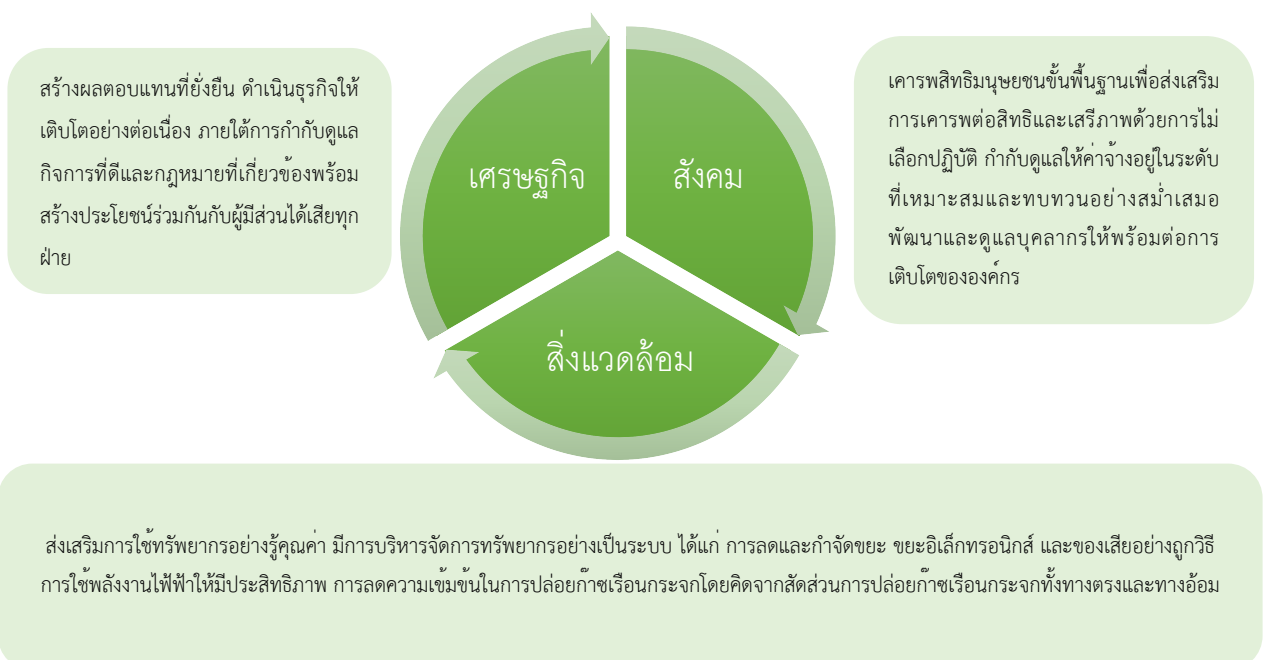 สร้างผลตอบแทนที่ยั่งยืน ดำเนินธุรกิจให้
เติบโตอย่างต่อเนื่อง ภายใต้การกำกับดูแล
กิจการที่ดีและกฎหมายที่เกี่ยวข้องพร้อม
สร้างประโยชน์ร่วมกันกับผู้มีส่วนได้เสียทุก
ฝ่าย
เศรษฐกิจ
สังคม
สิ่งแวดล้อม
เคารพสิทธิมนุษยชนขั้นพื้นฐานเพื่อส่งเสริม
การเคารพต่อสิทธิและเสรีภาพด้วยการไม่
เลือกปฏิบัติ กำกับดูแลให้ค่าจ้างอยู่ในระดับ
ที่เหมาะสมและทบทวนอย่างสม่ำเสมอ
พัฒนาและดูแลบุคลากรให้พร้อมต่อการ
เติบโตขององค์กร
ส่งเสริมการใช้ทรัพยากรอย่างรู้คุณค่า มีการบริหารจัดการทรัพยากรอย่างเป็นระบบ ได้แก่ การลดและกำจัดขยะ ขยะอิเล็กทรอนิกส์ และของเสียอย่างถูกวิธี
การใช้พลังงานไฟ้ฟ้าให้มีประสิทธิภาพ การลดความเข้มข้นในการปล่อยก๊าซเรือนกระจกโดยคิดจากสัดส่วนการปล่อยก๊าซเรือนกระจกทั้งทางตรงและทางอ้อม